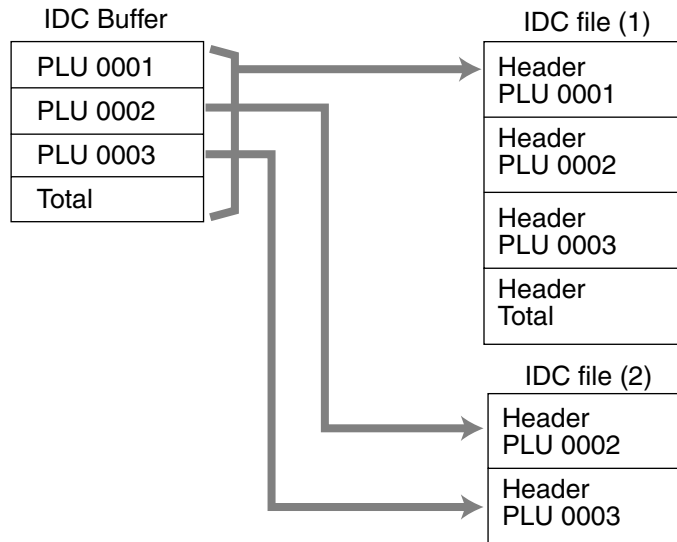 IDC Buffer
PLU 0001
PLU 0002
PLU 0003
Total
IDC file (1)
Header
PLU 0001
Header
PLU 0002
Header
PLU 0003
Header
Total
IDC file (2)
Header
PLU 0002
Header
PLU 0003